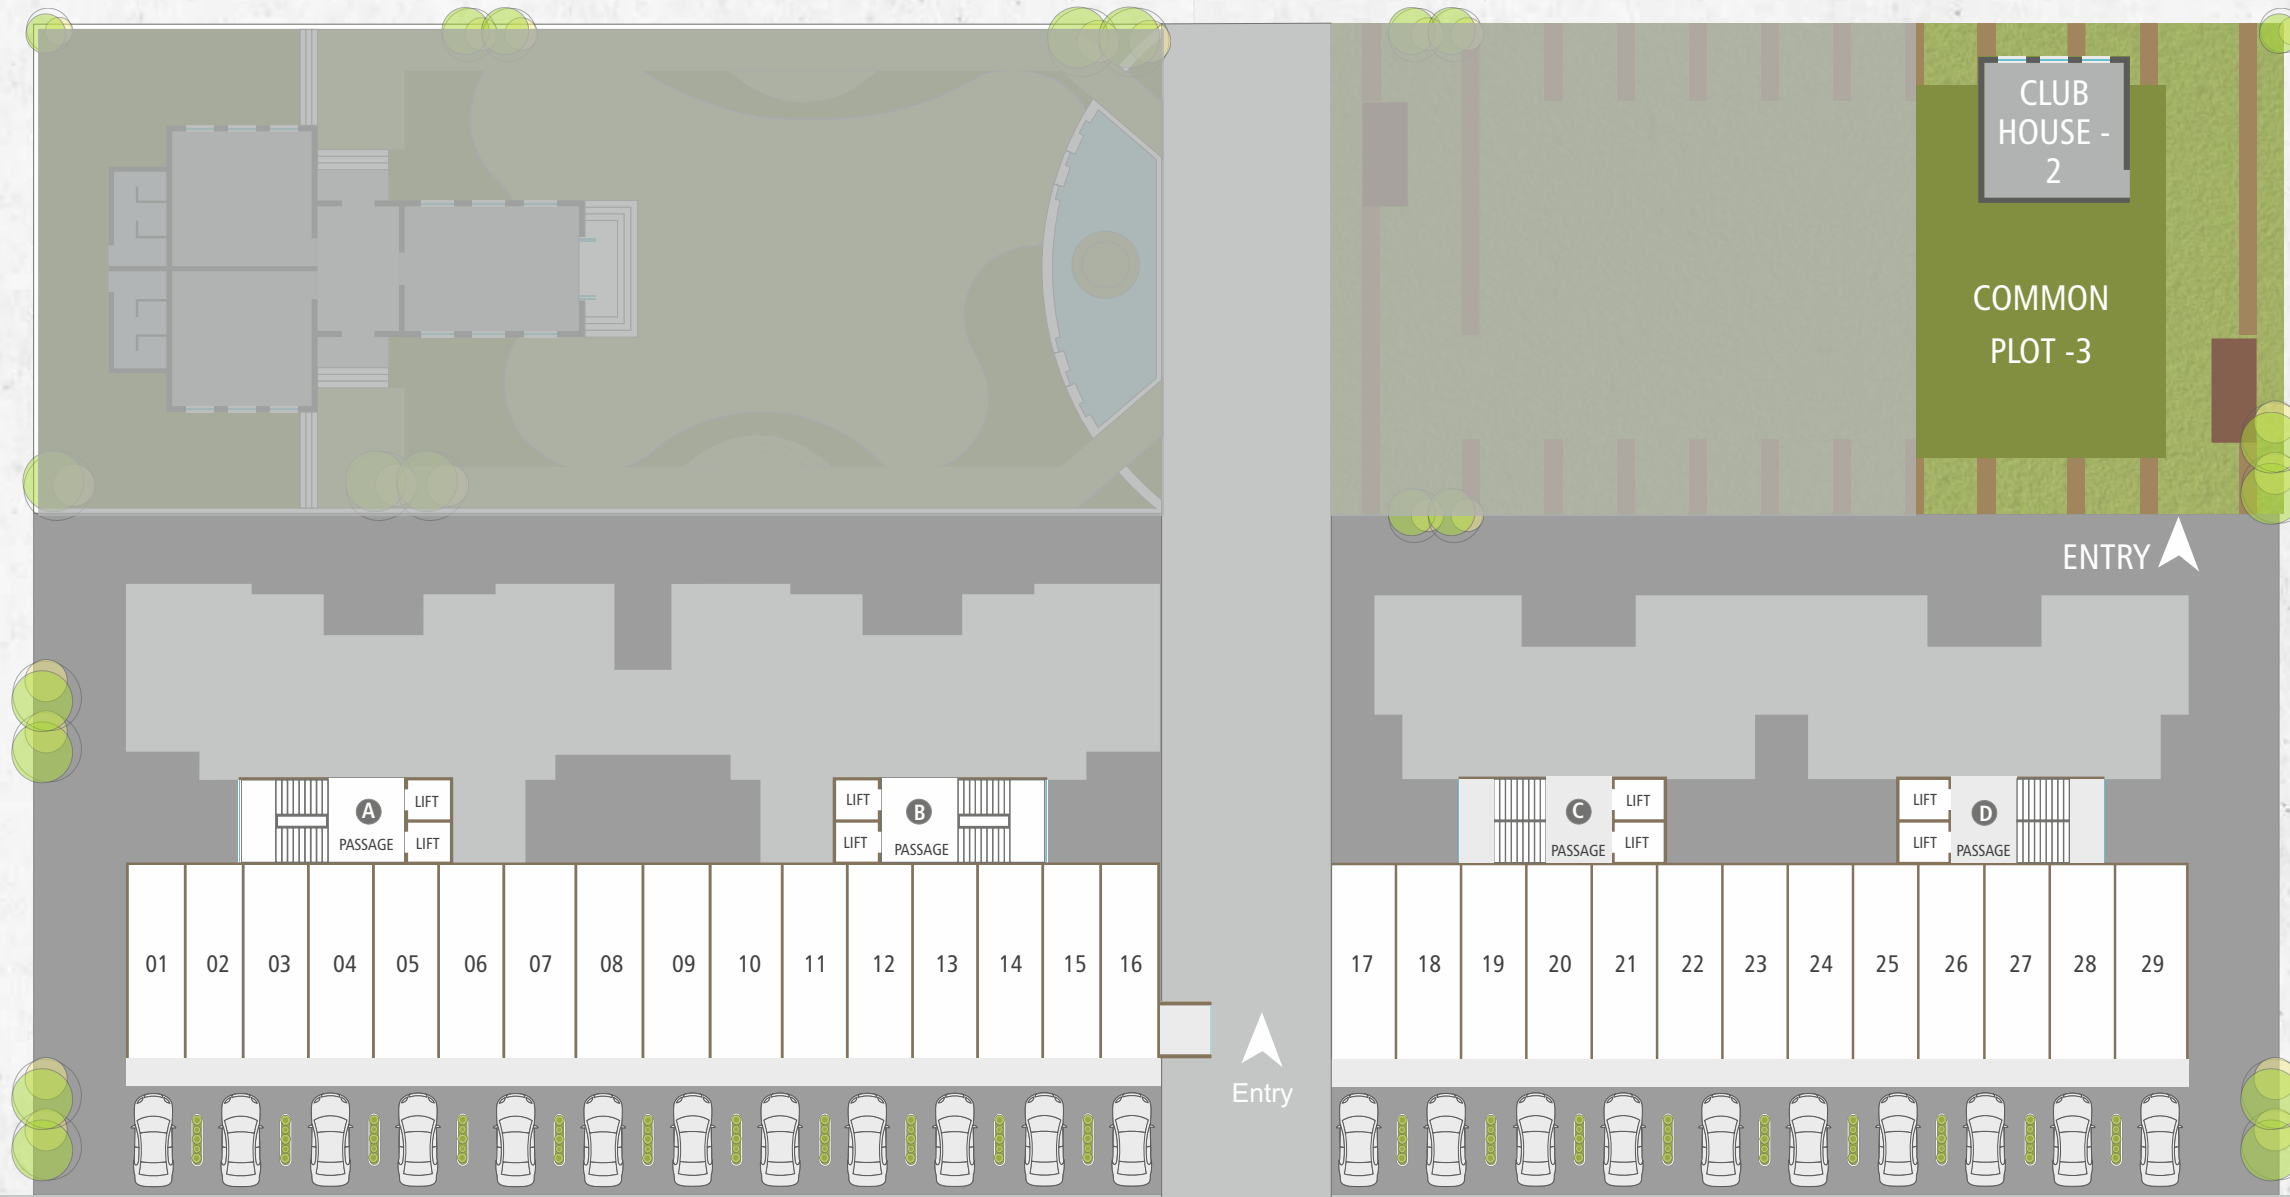 CLUB
HOUSE -
2
COMMON
PLOT -3
ENTRY
A
LIFT
PASSAGE
LIFT
LIFT
B
LIFT
PASSAGE
C
LIFT
PASSAGE
LIFT
LIFT
D
LIFT
PASSAGE
01 02 03 04 05 06 07 08 09 10 11 12 13 14 15 16 17 18 19 20 21 22 23 24 25 26 27 28 29
Entry